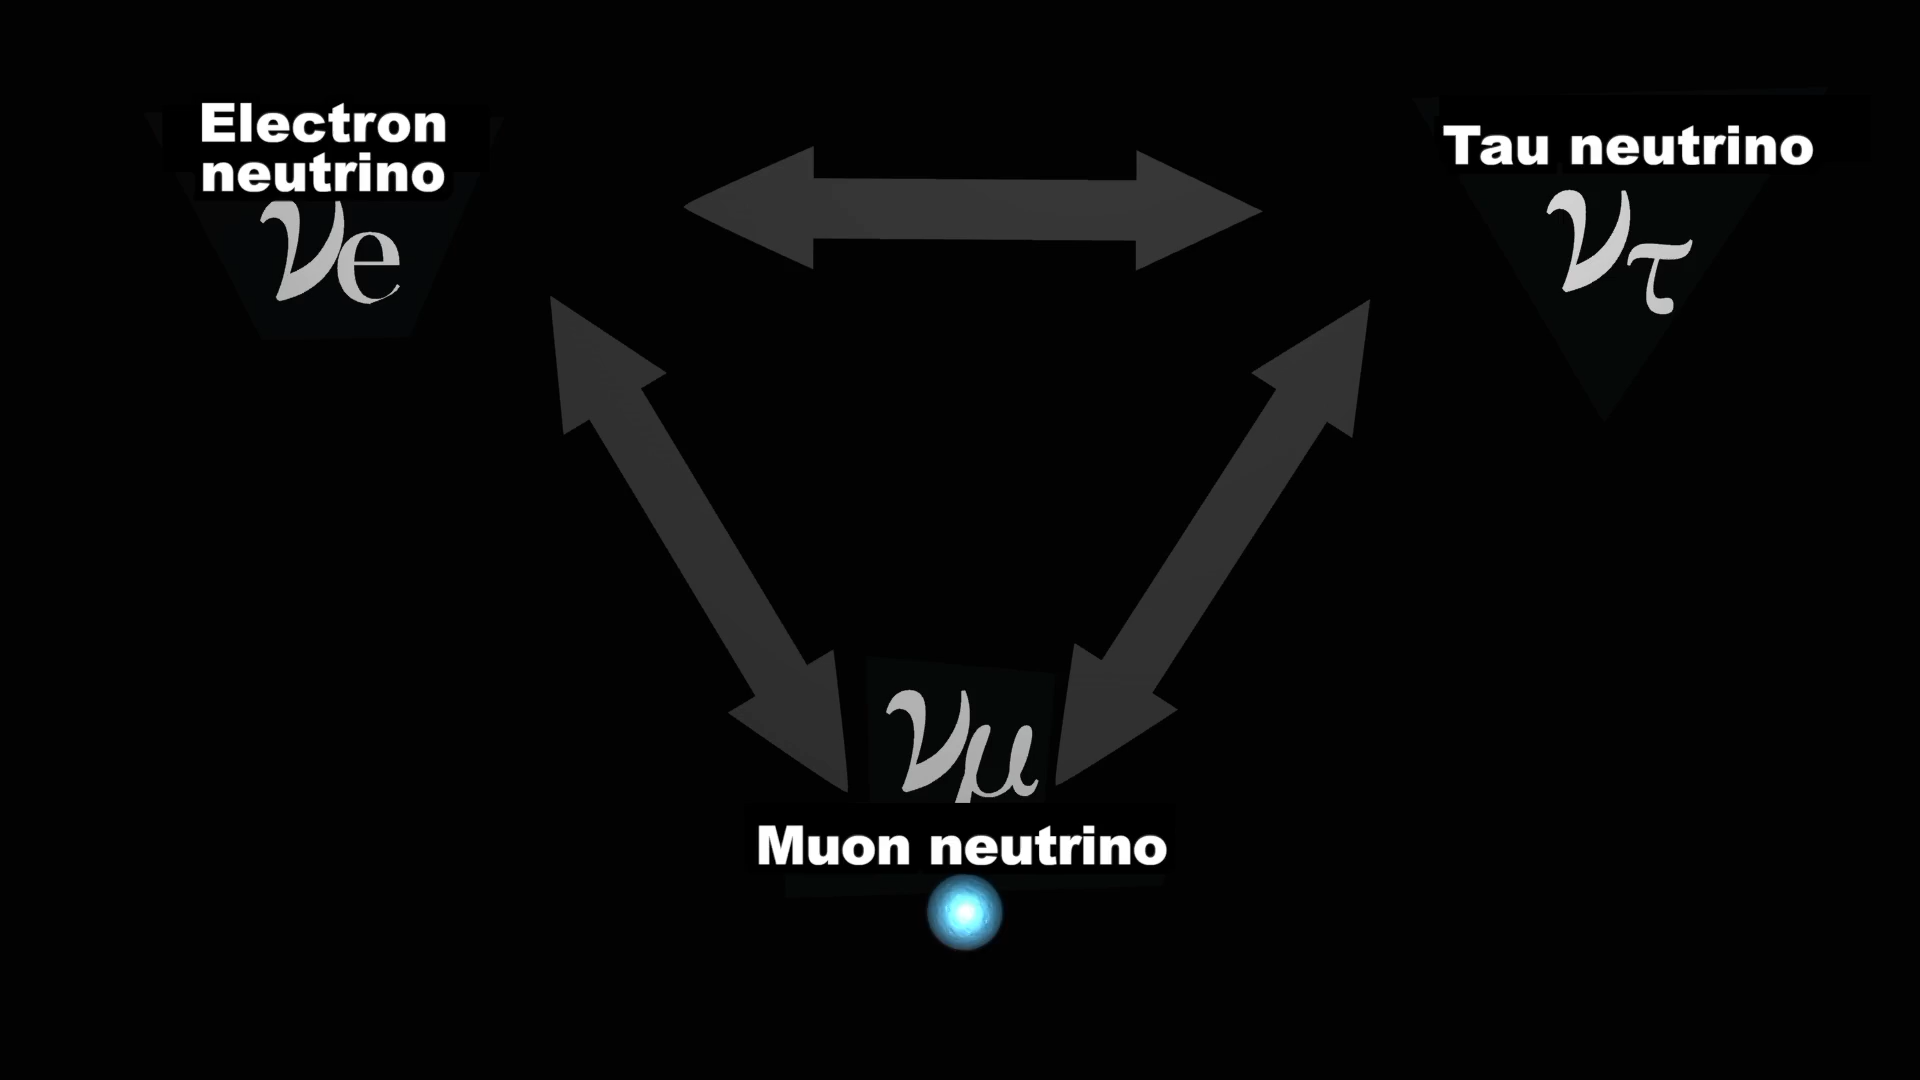 Electron
neutrino
νe
Tau neutrino
ντ
νμ
Muon neutrino